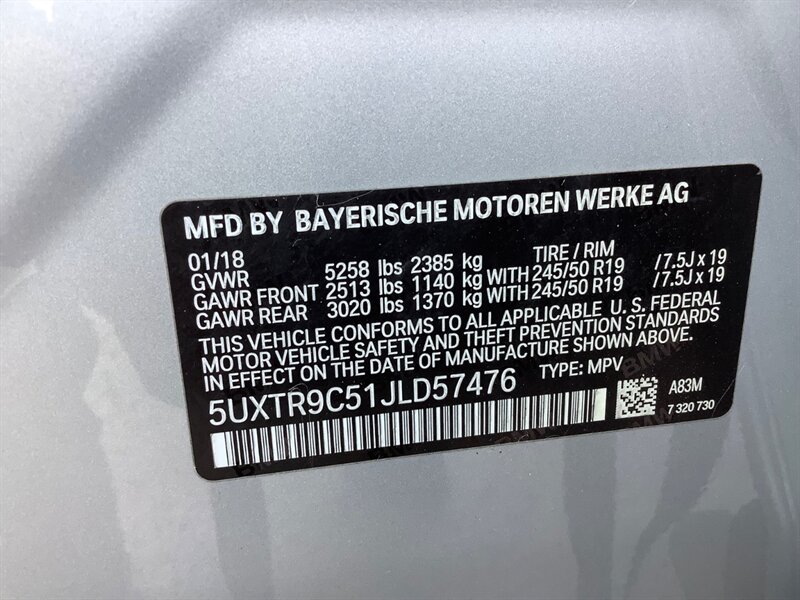 MFD BY BAYERISCHE MOTOREN WERKE AG
01/18 TIRE / RIM
GVWR 5258 lbs 2385 kg
GAWR FRONT 2513 lbs 1140 kg WITH 245/50 R19 /7.5J x 19
GAWR REAR 3020 lbs 1370 kg WITH 245/50 R19 /7.5J x 19
THIS VEHICLE CONFORMS TO ALL APPLICABLE U. S. FEDERAL
MOTOR VEHICLE SAFETY AND THEFT PREVENTION STANDARDS
IN EFFECT ON THE DATE OF MANUFACTURE SHOWN ABOVE.
5UXTR9C51JLD57476 TYPE: MPV
A83M
7 320 730